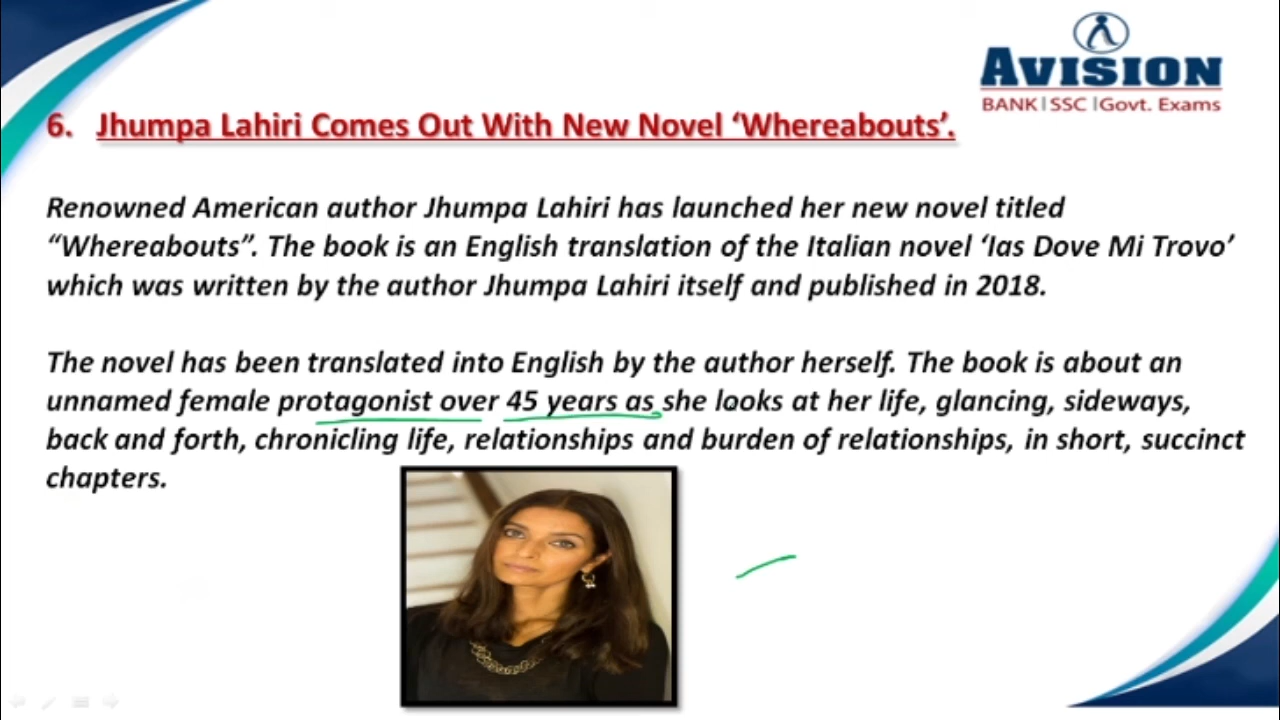 AVISION
BANK | SSC | Govt. Exams
6. Jhumpa Lahiri Comes Out With New Novel ‘Whereabouts’.
Renowned American author Jhumpa Lahiri has launched her new novel titled
“Whereabouts”. The book is an English translation of the Italian novel ‘Ias Dove Mi Trovo’
which was written by the author Jhumpa Lahiri itself and published in 2018.
The novel has been translated into English by the author herself. The book is about an
unnamed female protagonist over 45 years as she looks at her life, glancing, sideways,
back and forth, chronicling life, relationships and burden of relationships, in short, succinct
chapters.